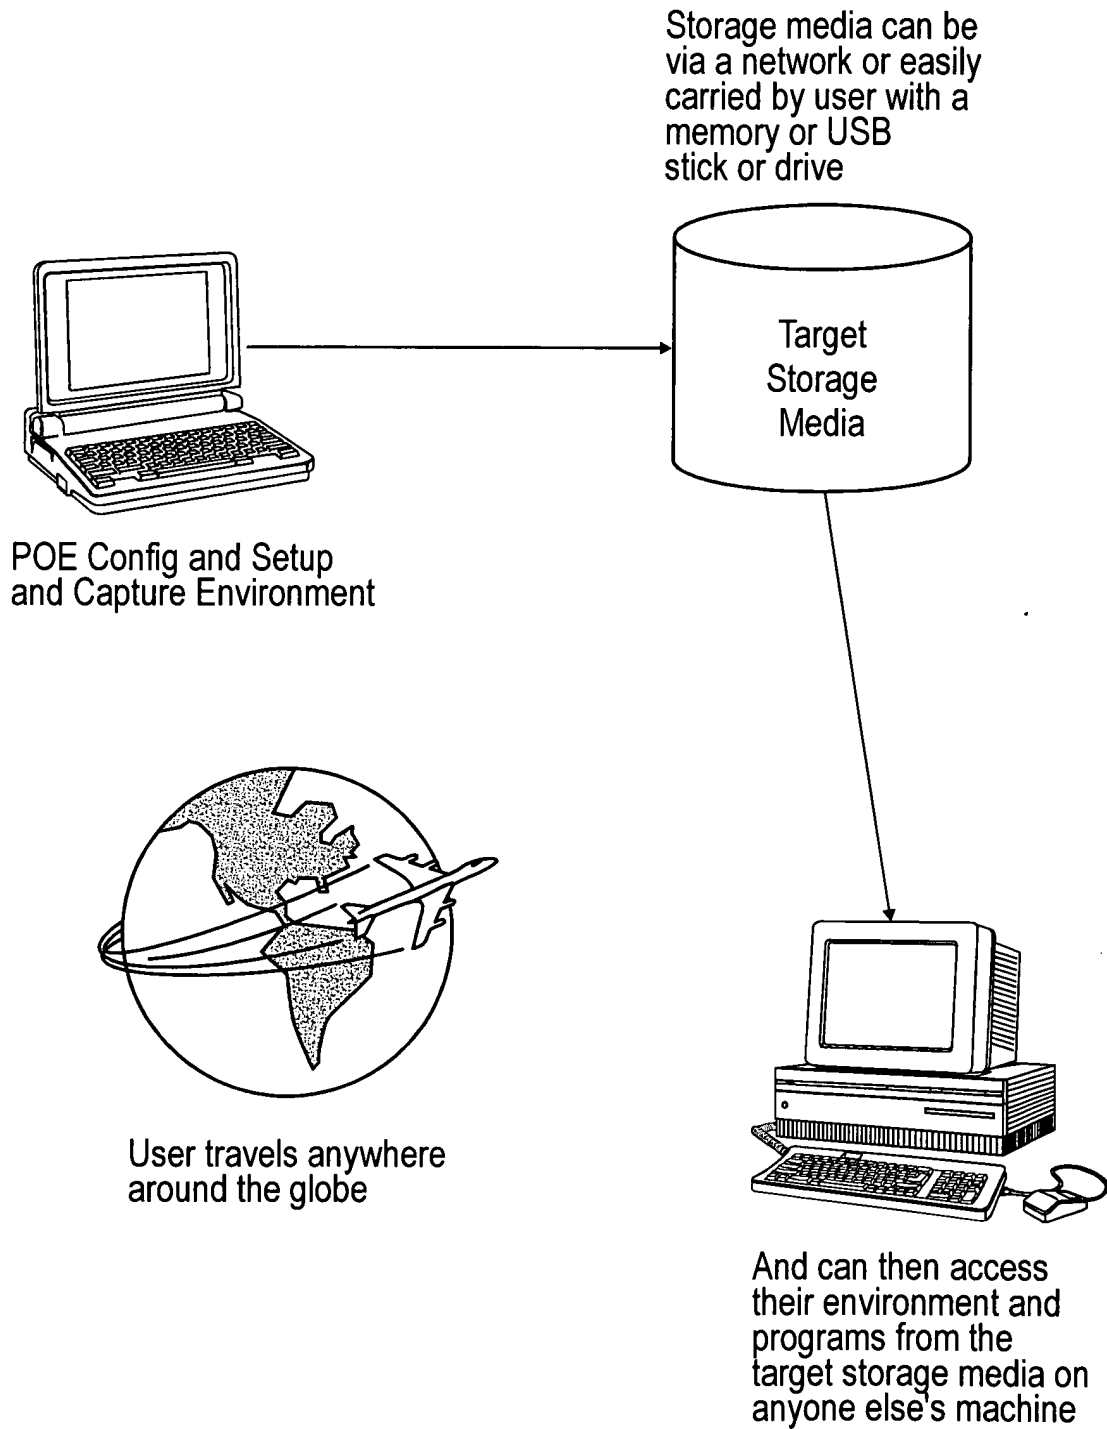 Storage media can be
via a network or easily
carried by user with a
memory or USB
stick or drive
Target
Storage
Media
POE Config and Setup
and Capture Environment
User travels anywhere
around the globe
And can then access
their environment and
programs from the
target storage media on
anyone else's machine